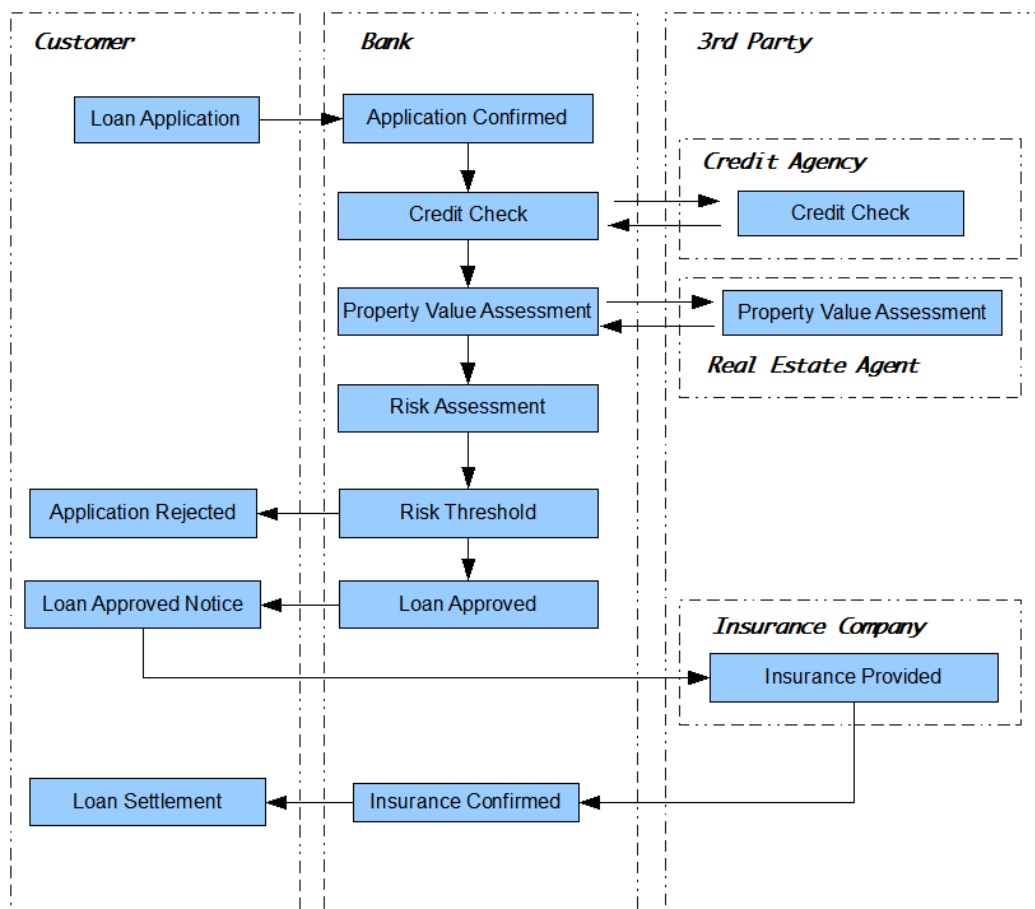 Customer
Bank
3rd Party
Loan Application
Application Confirmed
Credit Agency
Credit Check
Credit Check
Property Value Assessment
Property Value Assessment
Real Estate Agent
Risk Assessment
Application Rejected
Risk Threshold
Loan Approved Notice
Loan Approved
Insurance Company
Insurance Provided
Loan Settlement
Insurance Confirmed